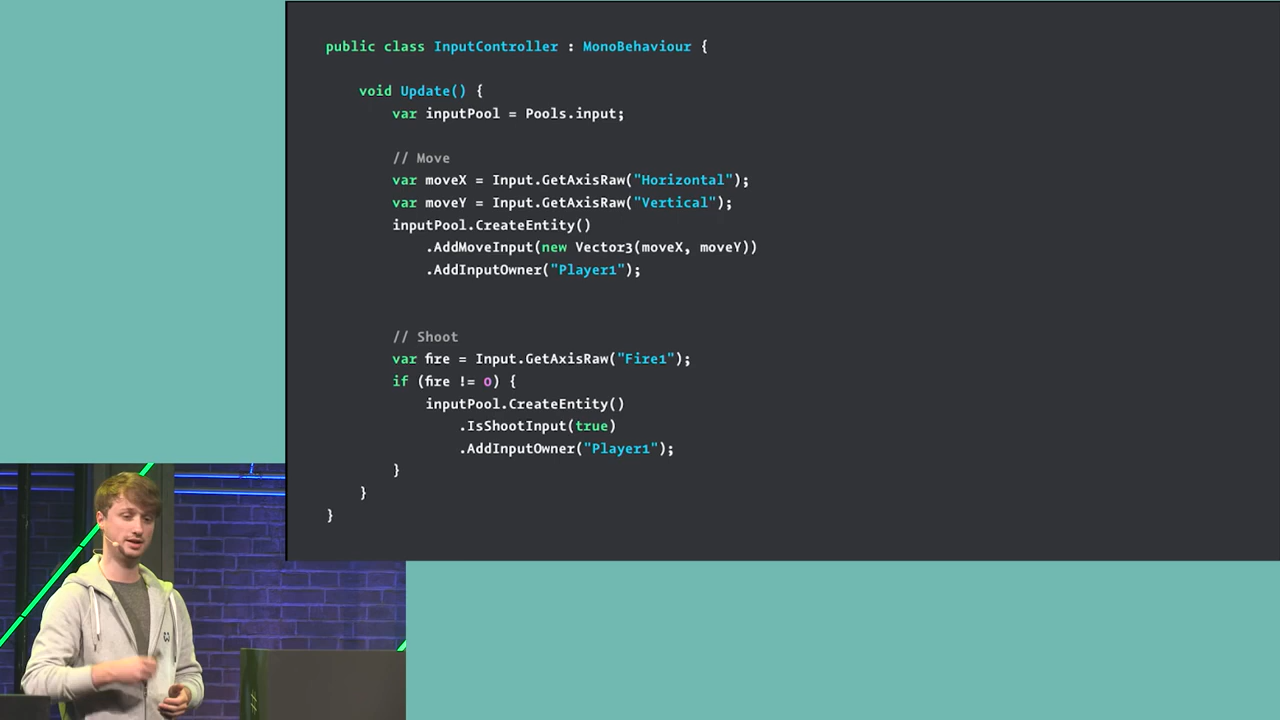 public class InputController : MonoBehaviour {
void Update() {
var inputPool = Pools.input;
// Move
var moveX = Input.GetAxisRaw("Horizontal");
var moveY = Input.GetAxisRaw("Vertical");
inputPool.CreateEntity()
.AddMoveInput(new Vector3(moveX, moveY))
.AddInputOwner("Player1");
// Shoot
var fire = Input.GetAxisRaw("Fire1");
if (fire != 0) {
inputPool.CreateEntity()
.IsShootInput(true)
.AddInputOwner("Player1");
}
}
}